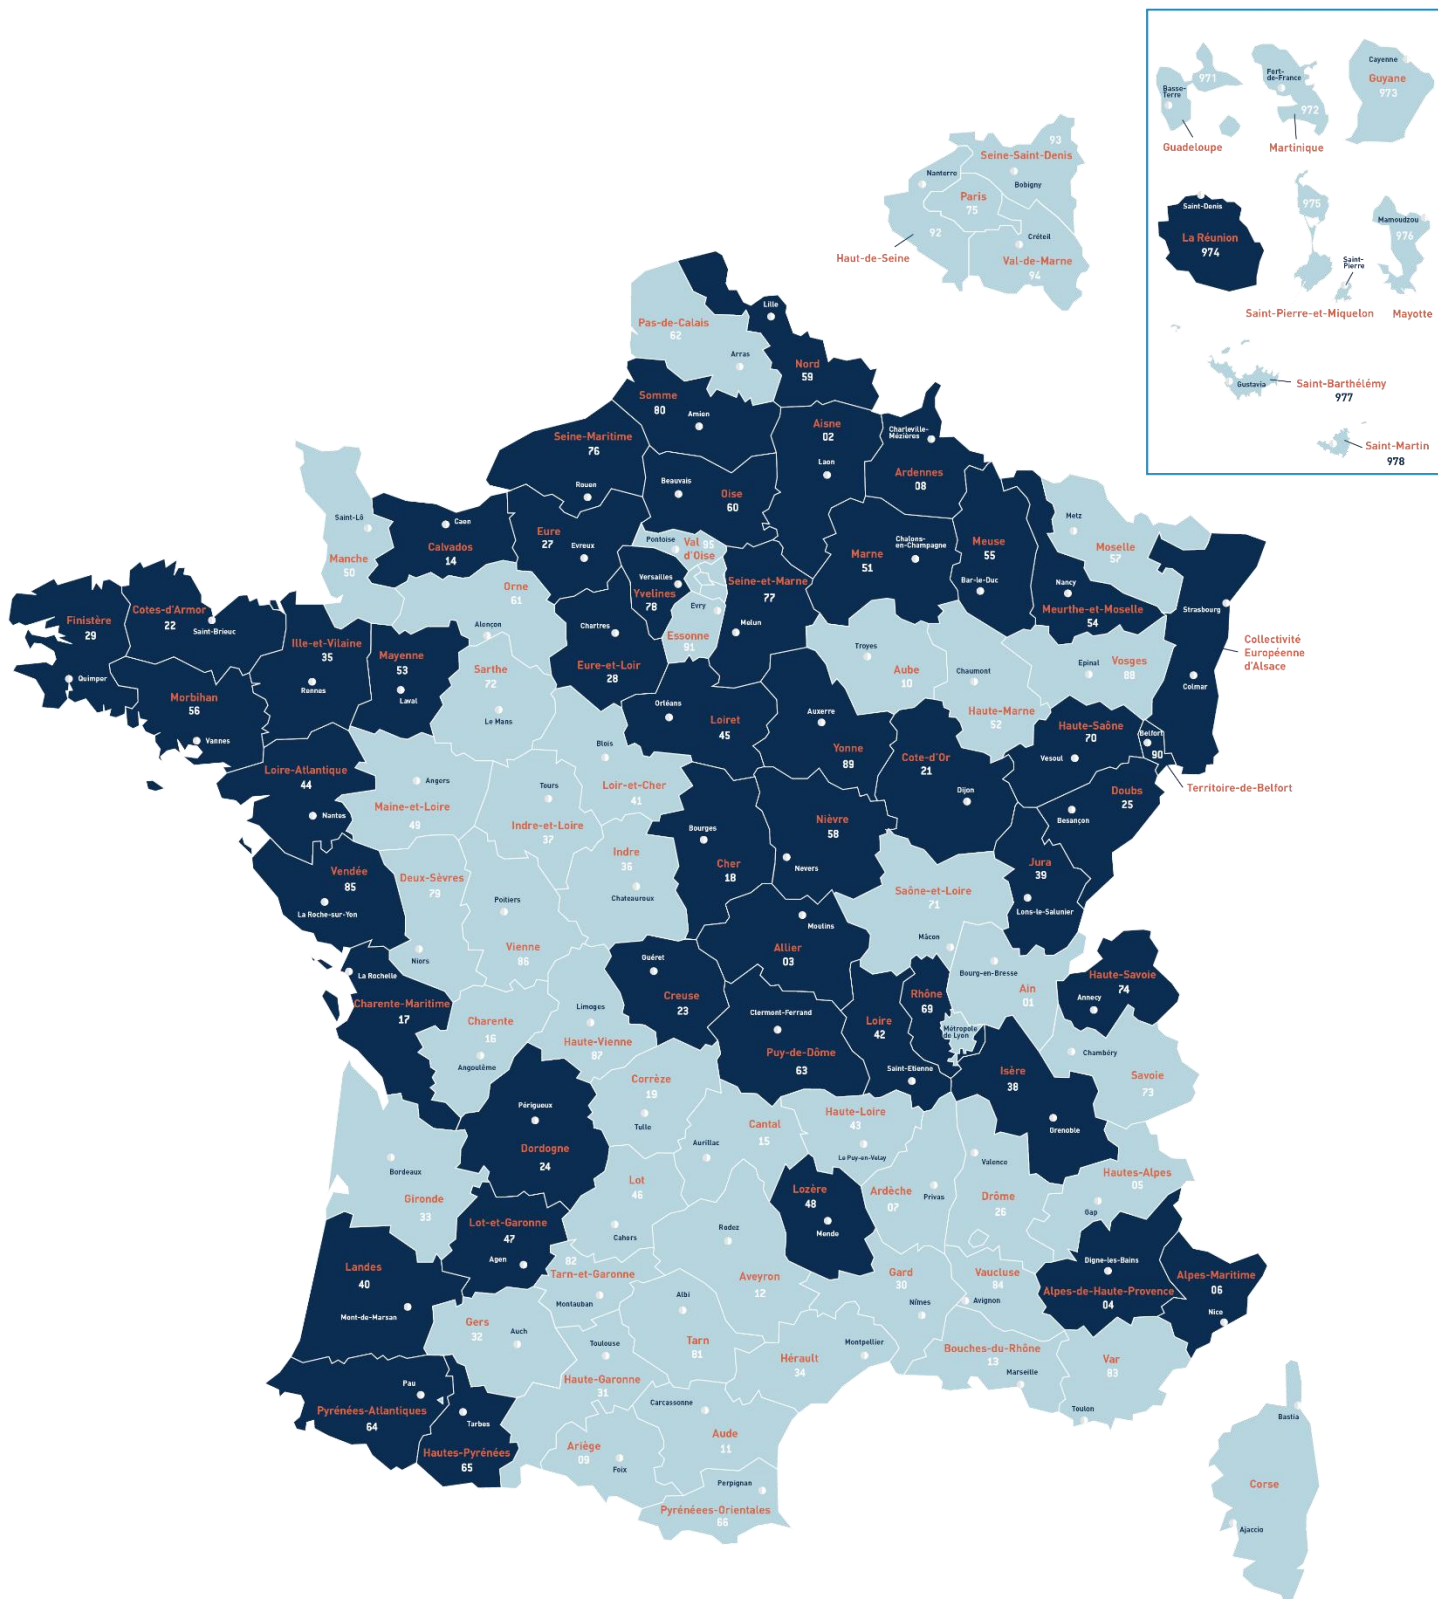 971
Basse-
Terre
Guadeloupe
Fort-
de-France
972
Martinique
Cayenne
Guyane
973
Saint-Denis
La Réunion
974
975
Saint-
Pierre
Saint-Pierre-et-Miquelon
Mamoudzou
976
Mayotte
Gustavia
Saint-Barthélémy
977
Saint-Martin
978
93
Seine-Saint-Denis
Nanterre
Bobigny
Paris
75
92
Haut-de-Seine
Créteil
Val-de-Marne
94
Lille
Pas-de-Calais
62
Arras
Nord
59
Somme
80
Amien
Aisne
02
Laon
Charleville-
Mézières
Ardennes
08
Seine-Maritime
76
Rouen
Beauvais
Oise
60
Saint-Lô
Manche
50
Caen
Calvados
14
Eure
27
Evreux
Pontoise
Val
d'Oise
95
Versailles
Yvelines
78
Evry
Essonne
91
Seine-et-Marne
77
Melun
Marne
51
Chalons-
en-Champagne
Meuse
55
Bar-le-Duc
Metz
Moselle
57
Nancy
Meurthe-et-Moselle
54
Strasbourg
Colmar
Collectivité
Européenne
d'Alsace
Finistère
29
Quimper
Cotes-d'Armor
22
Saint-Brieuc
Morbihan
56
Vannes
Ille-et-Vilaine
35
Rennes
Mayenne
53
Laval
Orne
61
Alençon
Sarthe
72
Le Mans
Chartres
Eure-et-Loir
28
Orléans
Loiret
45
Troyes
Aube
10
Chaumont
Haute-Marne
52
Epinal
Vosges
88
Auxerre
Yonne
89
Cote-d'Or
21
Dijon
Haute-Saône
70
Vesoul
Belfort
90
Territoire-de-Belfort
Doubs
25
Besançon
Loire-Atlantique
44
Nantes
Angers
Maine-et-Loire
49
Tours
Indre-et-Loire
37
Blois
Loir-et-Cher
41
Indre
36
Chateauroux
Bourges
Cher
18
Nièvre
58
Nevers
Saône-et-Loire
71
Mâcon
Jura
39
Lons-le-Salunier
Vendée
85
La Roche-sur-Yon
Deux-Sèvres
79
Niors
Poitiers
Vienne
86
Moulins
Allier
03
Guéret
Creuse
23
La Rochelle
Charente-Maritime
17
Charente
16
Angoulême
Limoges
Haute-Vienne
87
Clermont-Ferrand
Puy-de-Dôme
63
Loire
42
Saint-Etienne
Rhône
69
Métropole
de Lyon
Bourg-en-Bresse
Ain
01
Haute-Savoie
74
Annecy
Chambéry
Savoie
73
Isère
38
Grenoble
Périgueux
Dordogne
24
Corrèze
19
Tulle
Cantal
15
Aurillac
Haute-Loire
43
Le Puy-en-Velay
Bordeaux
Gironde
33
Lot-et-Garonne
47
Agen
Lot
46
Cahors
Rodez
Aveyron
12
Lozère
48
Mende
Ardèche
07
Privas
Valence
Drôme
26
Hautes-Alpes
05
Gap
Digne-les-Bains
Alpes-de-Haute-Provence
04
Alpes-Maritime
06
Nice
Landes
40
Mont-de-Marsan
Gers
32
Auch
82
Tarn-et-Garonne
Montauban
Albi
Tarn
81
Toulouse
Haute-Garonne
31
Gard
30
Nîmes
Vaucluse
84
Avignon
Montpellier
Hérault
34
Bouches-du-Rhône
13
Marseille
Var
83
Toulon
Pau
Pyrénées-Atlantiques
64
Tarbes
Hautes-Pyrénées
65
Ariège
09
Foix
Carcassonne
Aude
11
Perpignan
Pyrénéees-Orientales
66
Bastia
Corse
Ajaccio